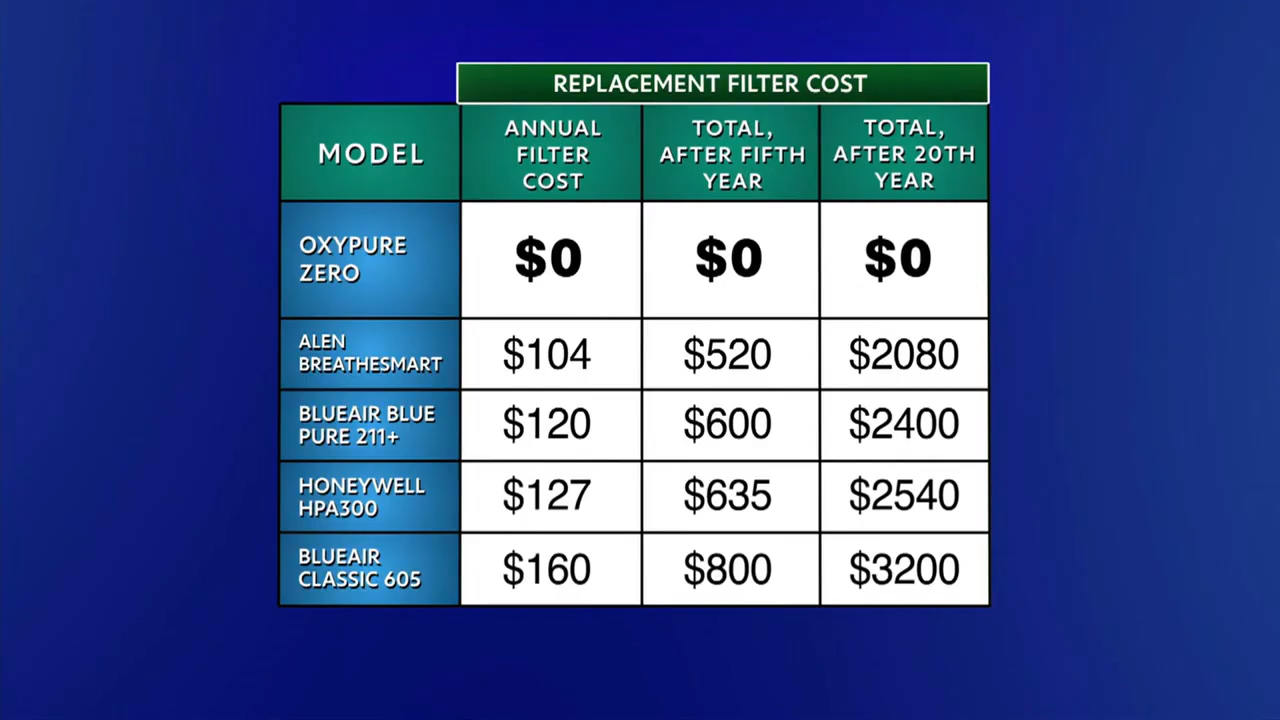 REPLACEMENT FILTER COST
MODEL
ANNUAL
FILTER
COST
TOTAL,
AFTER FIFTH
YEAR
TOTAL,
AFTER 20TH
YEAR
OXYPURE
ZERO
$0
$0
$0
ALEN
BREATHESMART
$104
$520
$2080
BLUEAIR BLUE
PURE 211+
$120
$600
$2400
HONEYWELL
HPA300
$127
$635
$2540
BLUEAIR
CLASSIC 605
$160
$800
$3200